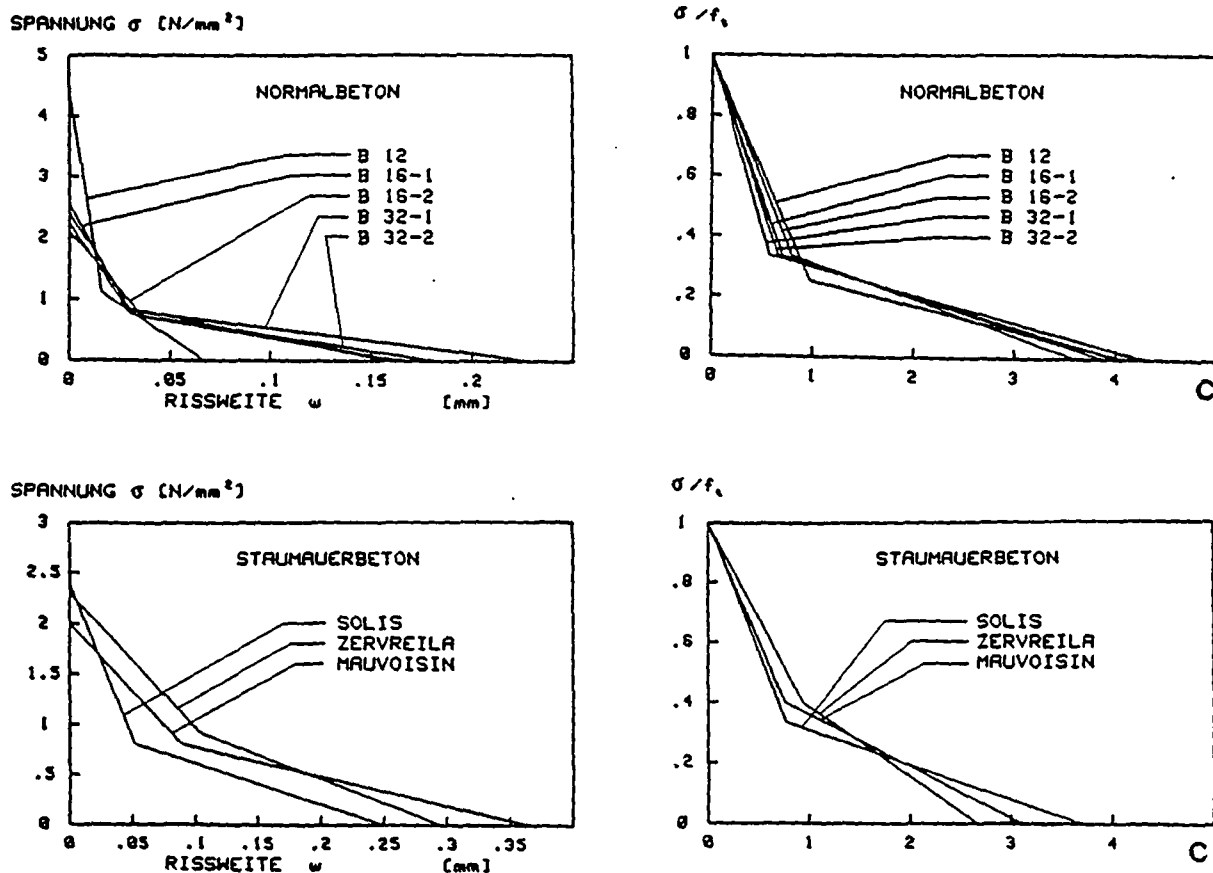 SPANNUNG σ [N/mm²]
5
4
3
2
1
0
NORMALBETON
B 12
B 16-1
B 16-2
B 32-1
B 32-2
0 .05 .1 .15 .2
RISSWEITE w [mm]
σ/fₜ
1
.8
.6
.4
.2
0
NORMALBETON
B 12
B 16-1
B 16-2
B 32-1
B 32-2
0 1 2 3 4
C
SPANNUNG σ [N/mm²]
3
2.5
2
1.5
1
.5
0
STAUMAUERBETON
SOLIS
ZERVREILA
MAUVOISIN
0 .05 .1 .15 .2 .25 .3 .35
RISSWEITE w [mm]
σ/fₜ
1
.8
.6
.4
.2
0
STAUMAUERBETON
SOLIS
ZERVREILA
MAUVOISIN
0 1 2 3 4
C